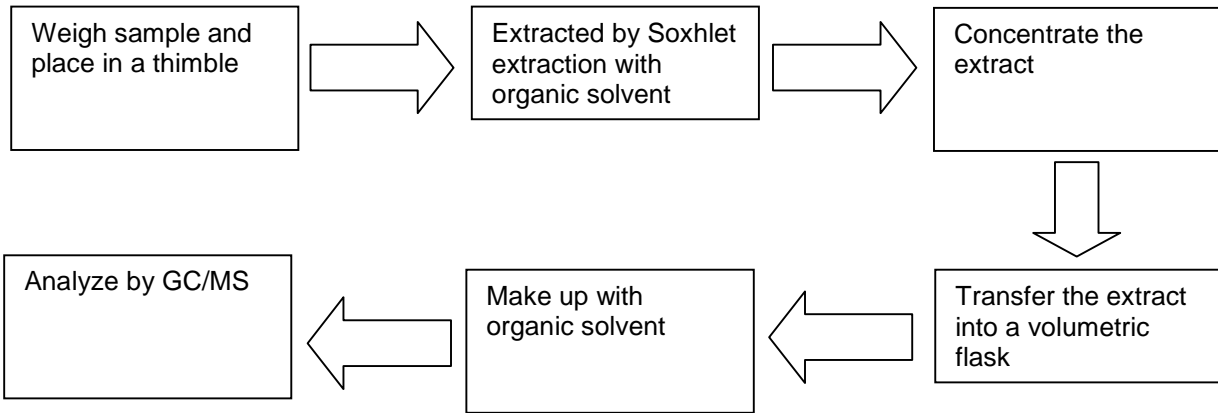 Weigh sample and
place in a thimble
Extracted by Soxhlet
extraction with
organic solvent
Concentrate the
extract
Transfer the extract
into a volumetric
flask
Make up with
organic solvent
Analyze by GC/MS